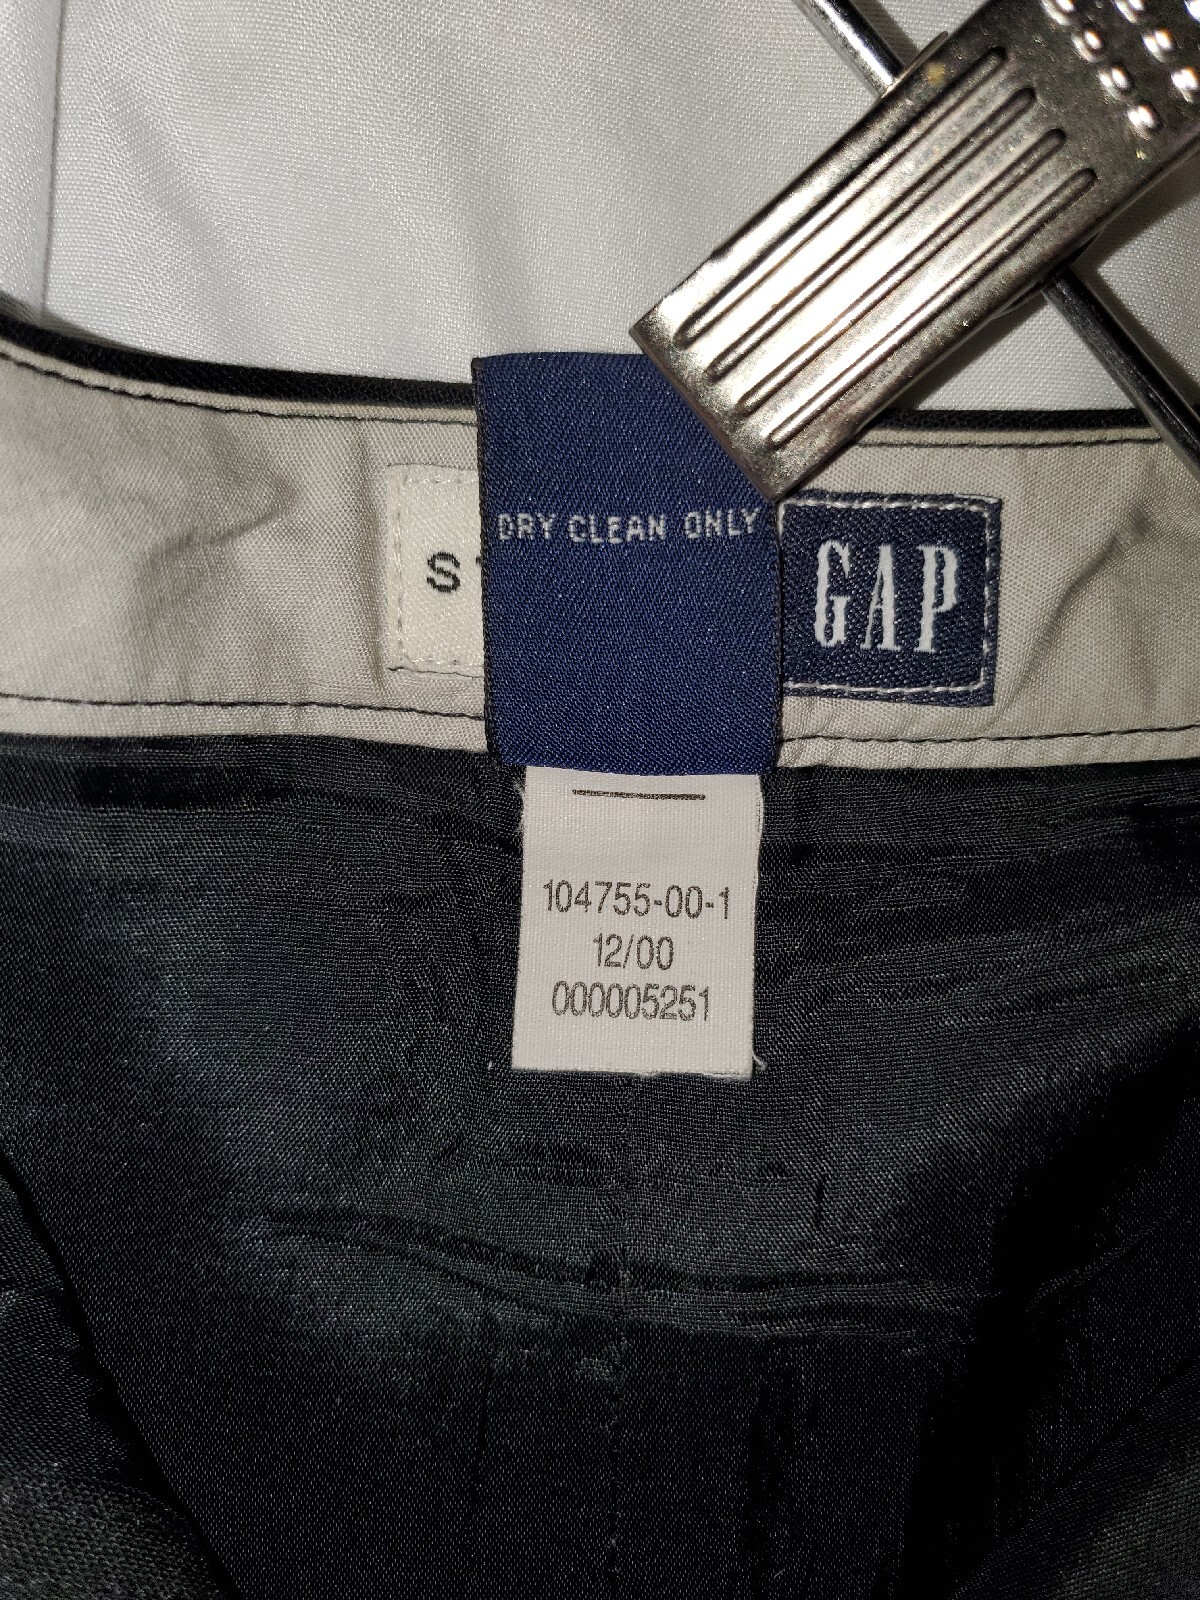 DRY CLEAN ONLY
S
GAP
104755-00-1
12/00
000005251